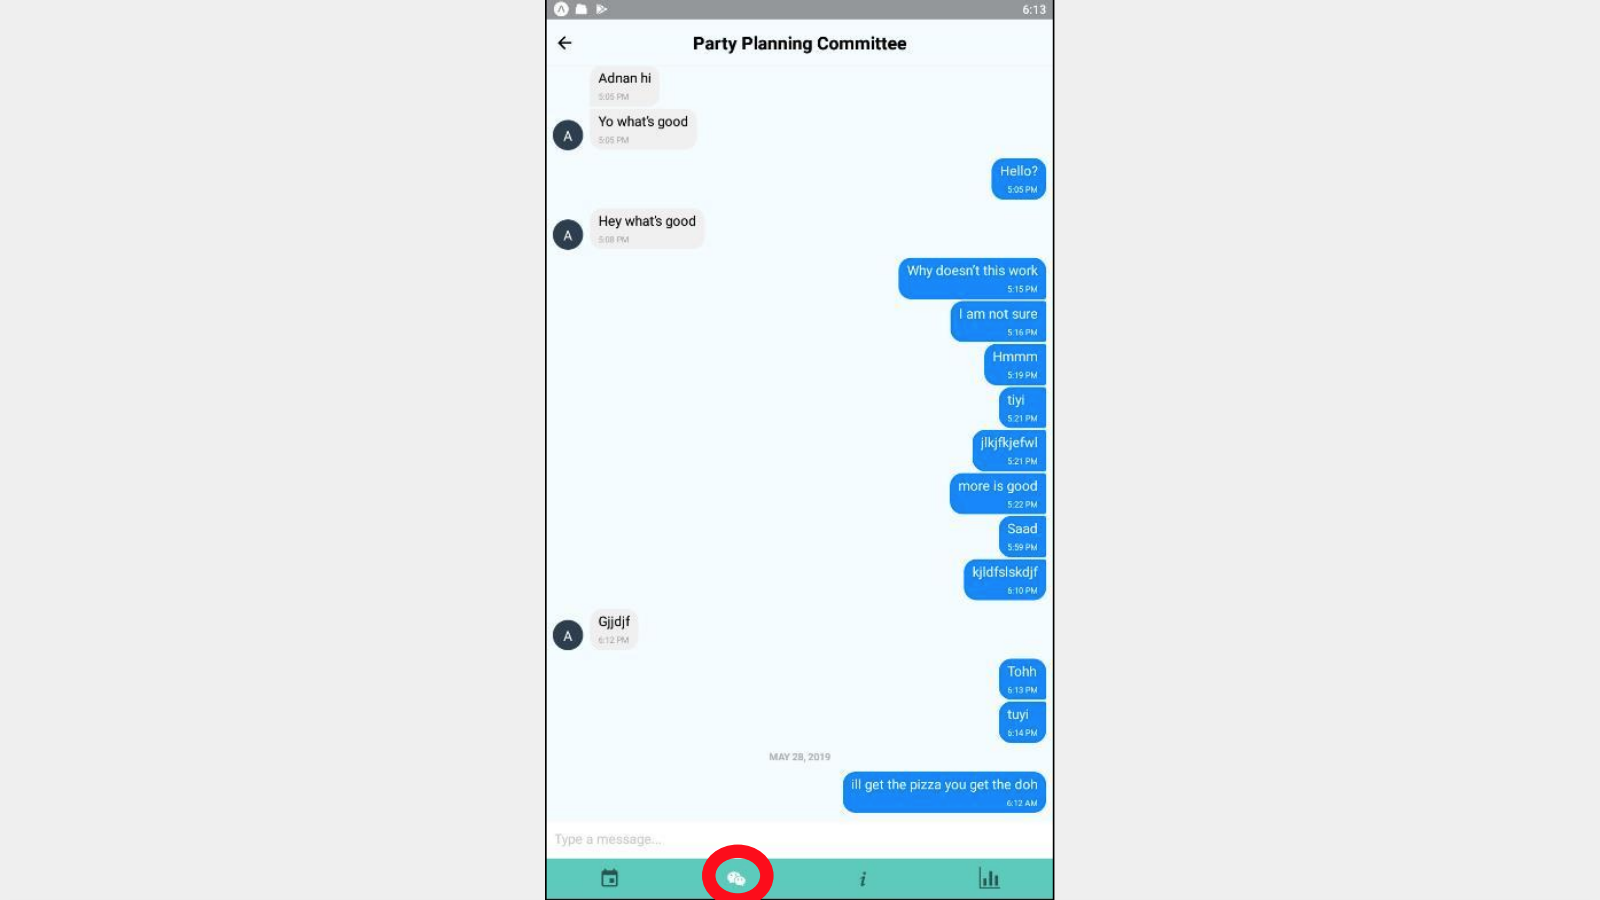 6:13
Party Planning Committee
Adnan hi
5:05 PM
Yo what's good
5:05 PM
A
Hello?
5:05 PM
Hey what's good
5:08 PM
A
Why doesn't this work
5:15 PM
I am not sure
5:16 PM
Hmmm
5:19 PM
tiyi
5:21 PM
jlkjfkjefwl
5:21 PM
more is good
5:22 PM
Saad
5:59 PM
kjldfslskdjf
6:10 PM
Gjjdjf
6:12 PM
A
Tohh
6:13 PM
tuyi
6:14 PM
MAY 28, 2019
ill get the pizza you get the doh
6:12 AM
Type a message...
i